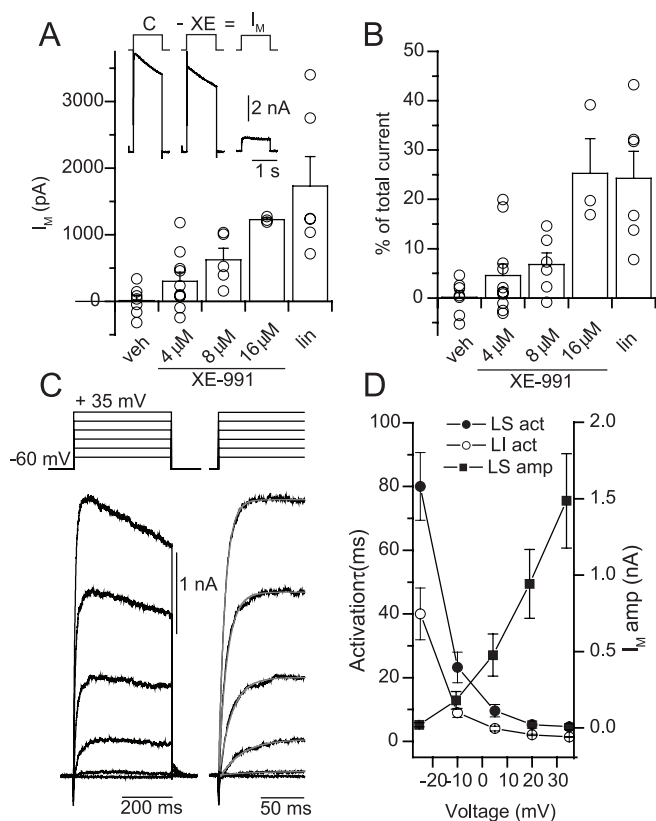 A
C - XE = I_M
3500
2500
1000
0
I_M (pA)
2 nA
1 s
veh
4 µM
8 µM
16 µM
lin
XE-991
B
50
40
30
20
10
0
% of total current
veh
4 µM
8 µM
16 µM
lin
XE-991
C
+ 35 mV
-60 mV
1 nA
200 ms
50 ms
D
LS act
LI act
LS amp
100
80
60
40
20
0
Activationτ(ms)
2.0
1.5
1.0
0.5
0.0
I_M amp (nA)
-20 -10 0 10 20 30
Voltage (mV)